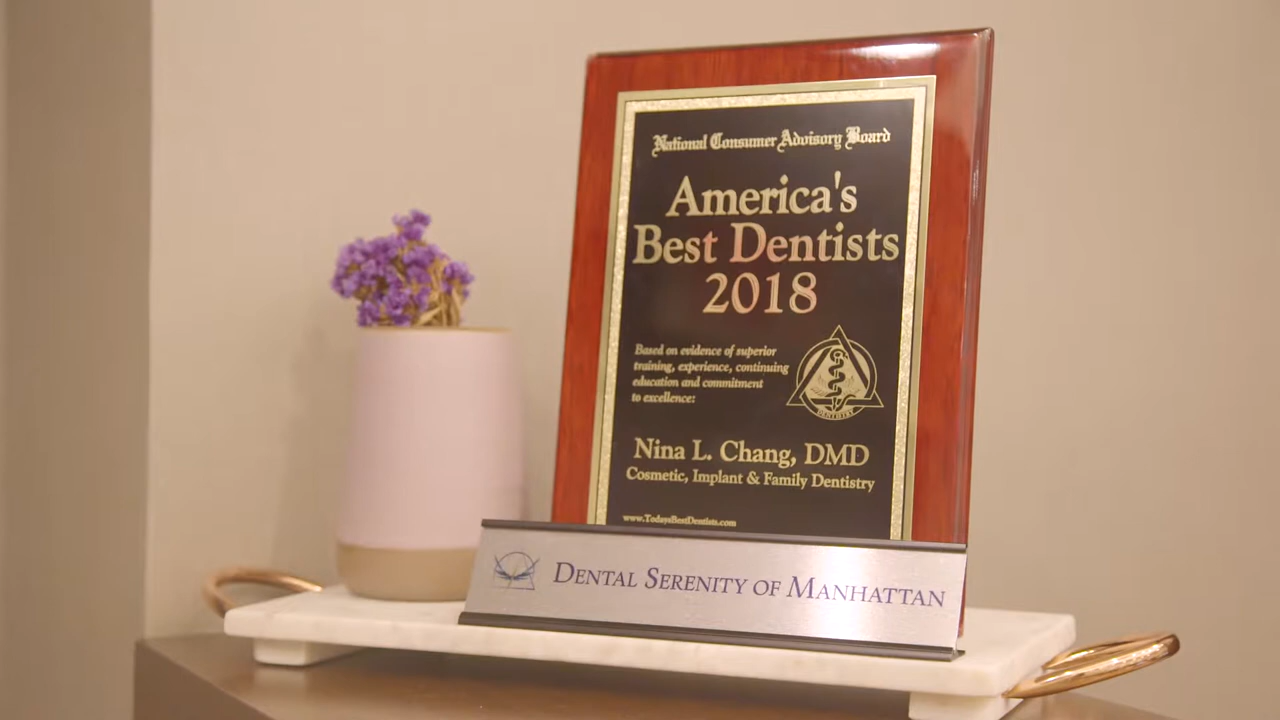 National Consumer Advisory Board
America's
Best Dentists
2018
Based on evidence of superior
training, experience, continuing
education and commitment
to excellence:
DENTISTRY
Nina L. Chang, DMD
Cosmetic, Implant & Family Dentistry
www.TodaysBestDentists.com
DENTAL SERENITY OF MANHATTAN